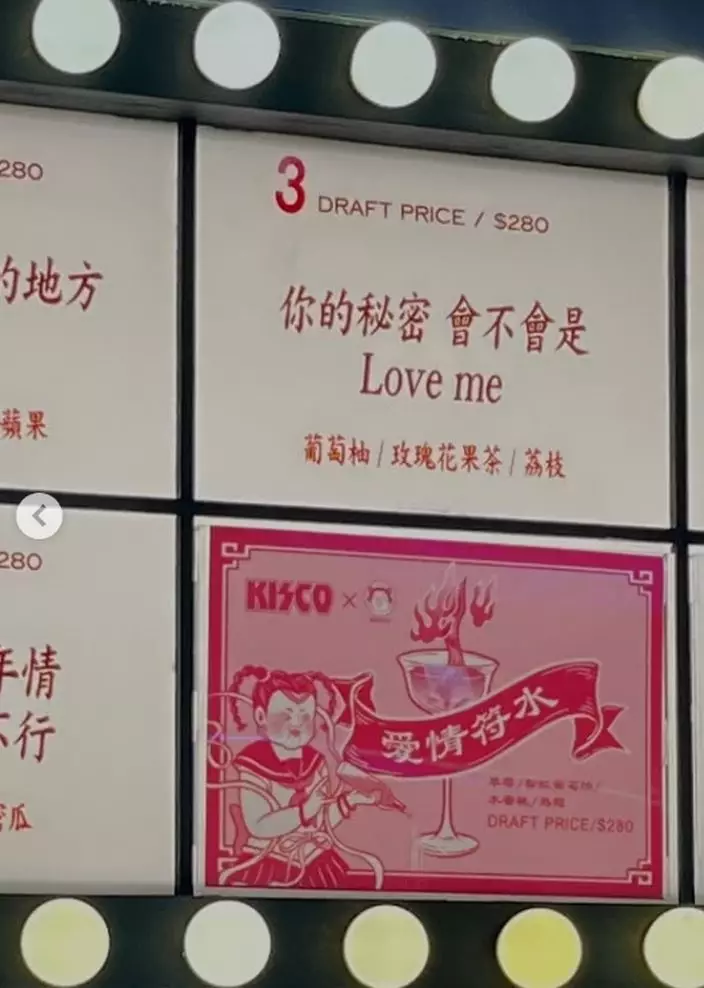 $280
的地方
蘋果
3 DRAFT PRICE / $280
你的秘密 會不會是
Love me
葡萄柚 / 玫瑰花果茶 / 荔枝
280
年情
不行
瓜
KISCO ×
愛情符水
DRAFT PRICE/$280